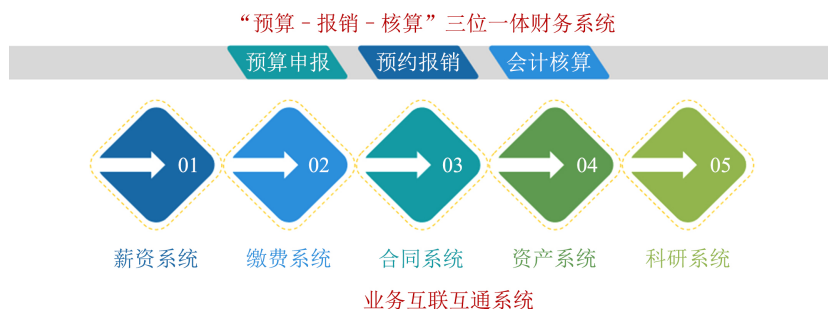 “预算－报销－核算”三位一体财务系统
预算申报 预约报销 会计核算
01 02 03 04 05
薪资系统 缴费系统 合同系统 资产系统 科研系统
业务互联互通系统